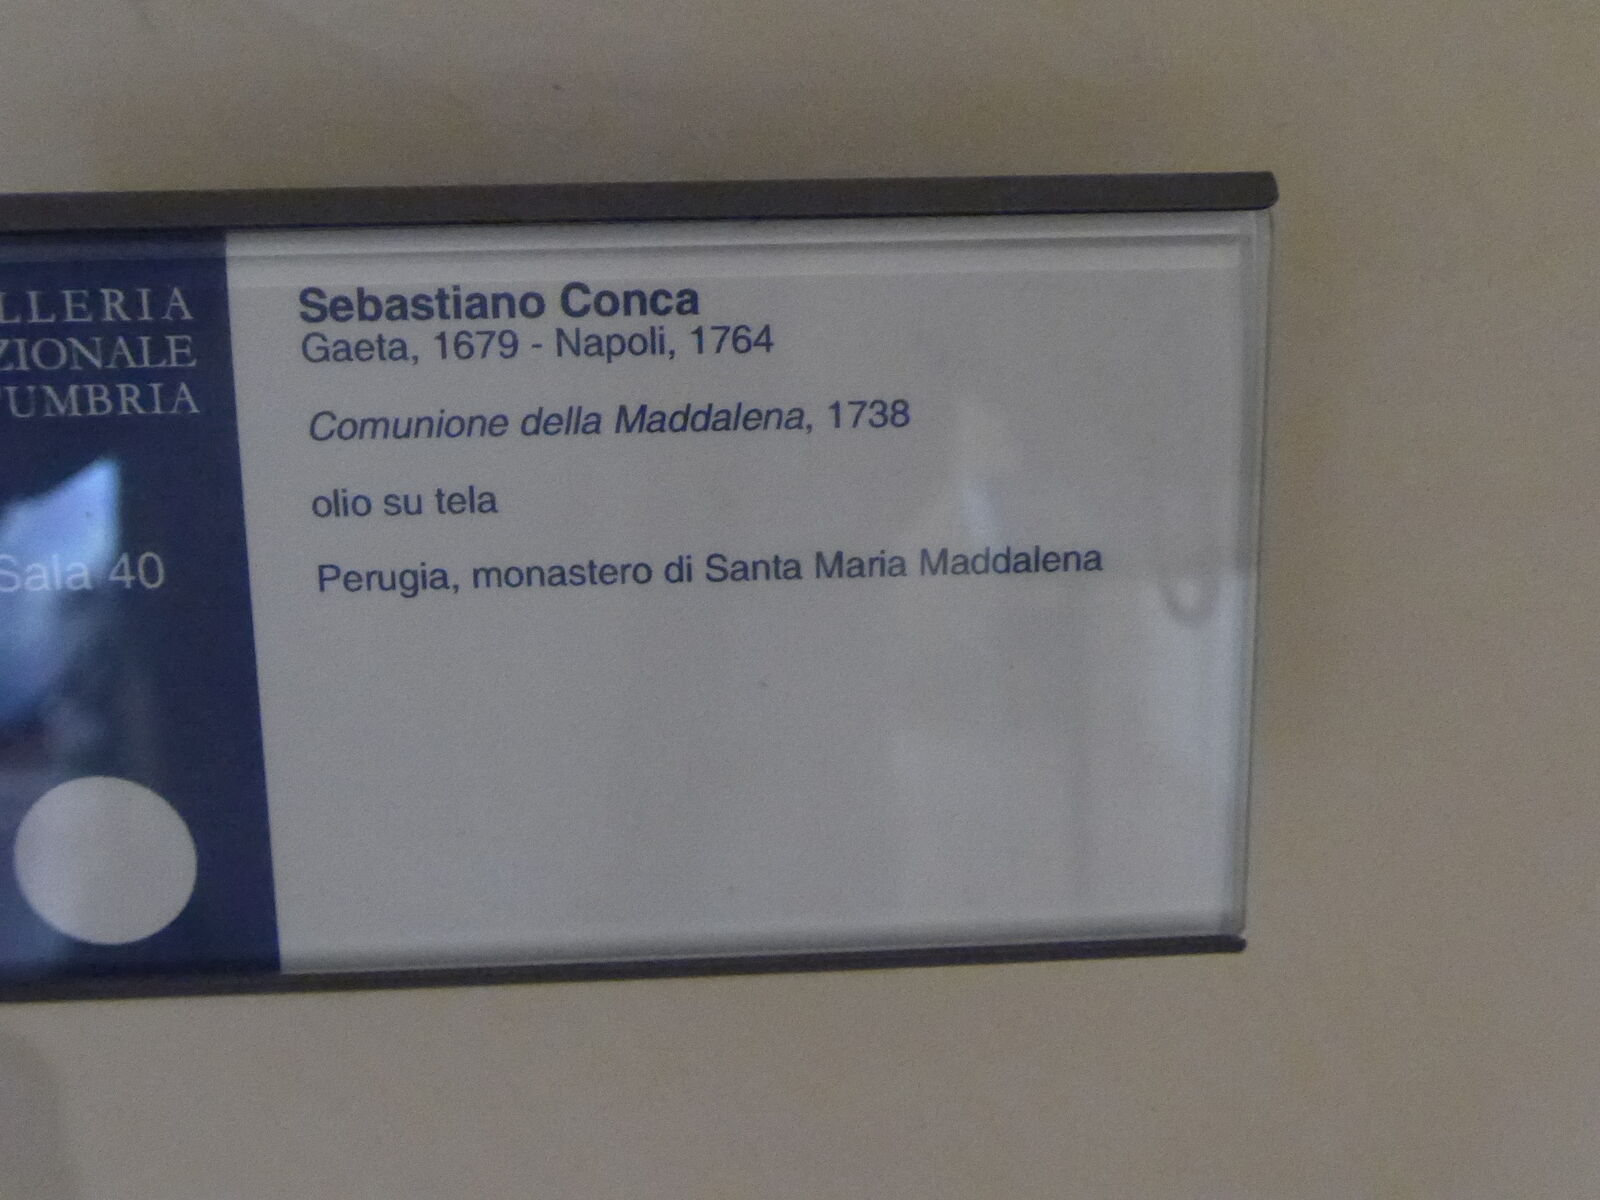 LLERIA
ZIONALE
'UMBRIA
Sala 40
Sebastiano Conca
Gaeta, 1679 - Napoli, 1764
Comunione della Maddalena, 1738
olio su tela
Perugia, monastero di Santa Maria Maddalena